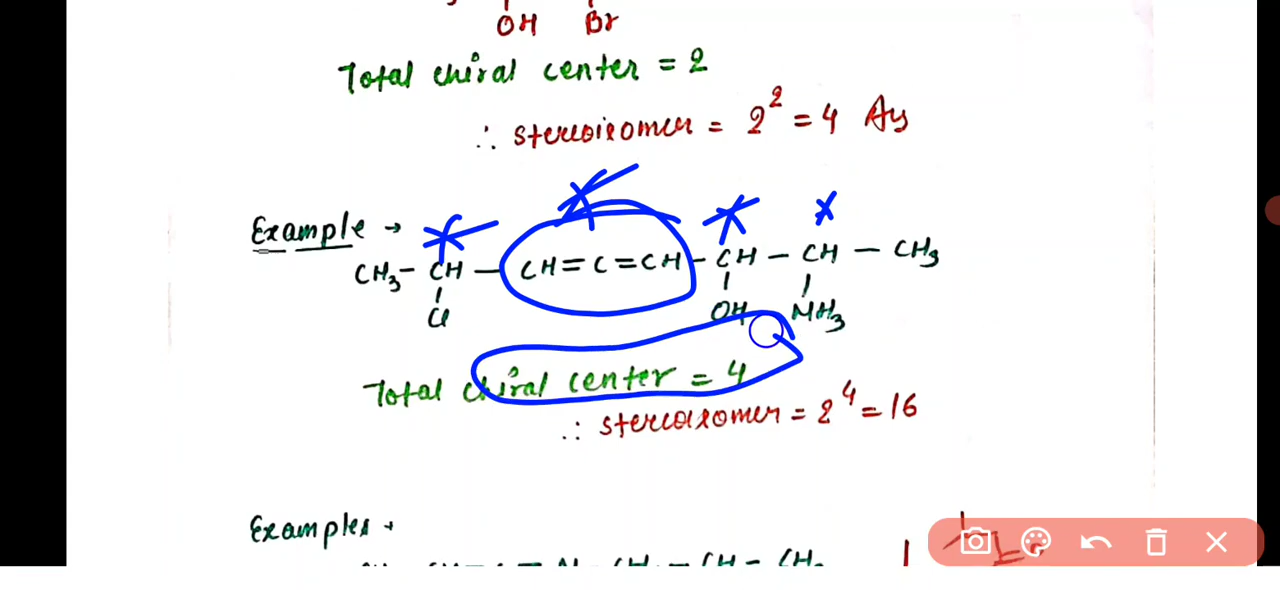 OH Br
Total chiral center = 2
∴ stereoisomer = 2² = 4 Ans
Example →
CH₃ - CH - CH = C = CH - CH - CH - CH₃
Cl OH NH₃
Total chiral center = 4
∴ stereoisomer = 2⁴ = 16
Examples →